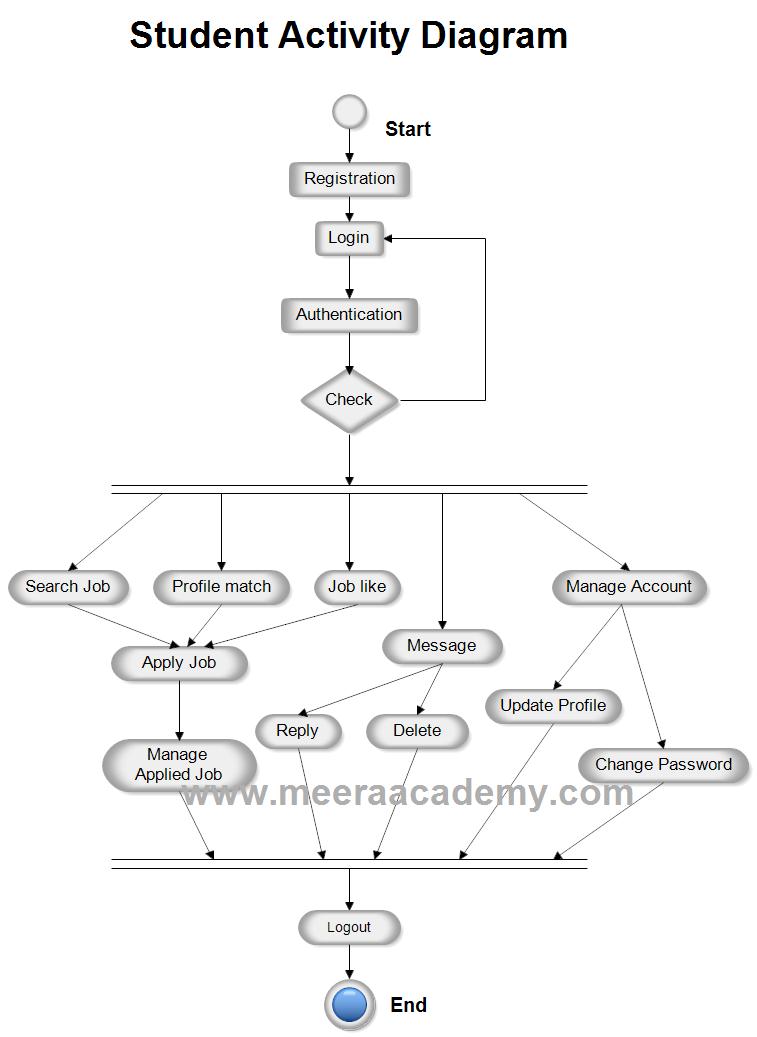 Student Activity Diagram
Start
Registration
Login
Authentication
Check
Search Job
Profile match
Job like
Manage Account
Message
Apply Job
Update Profile
Reply
Delete
Manage
Applied Job
Change Password
www.meeraacademy.com
Logout
End